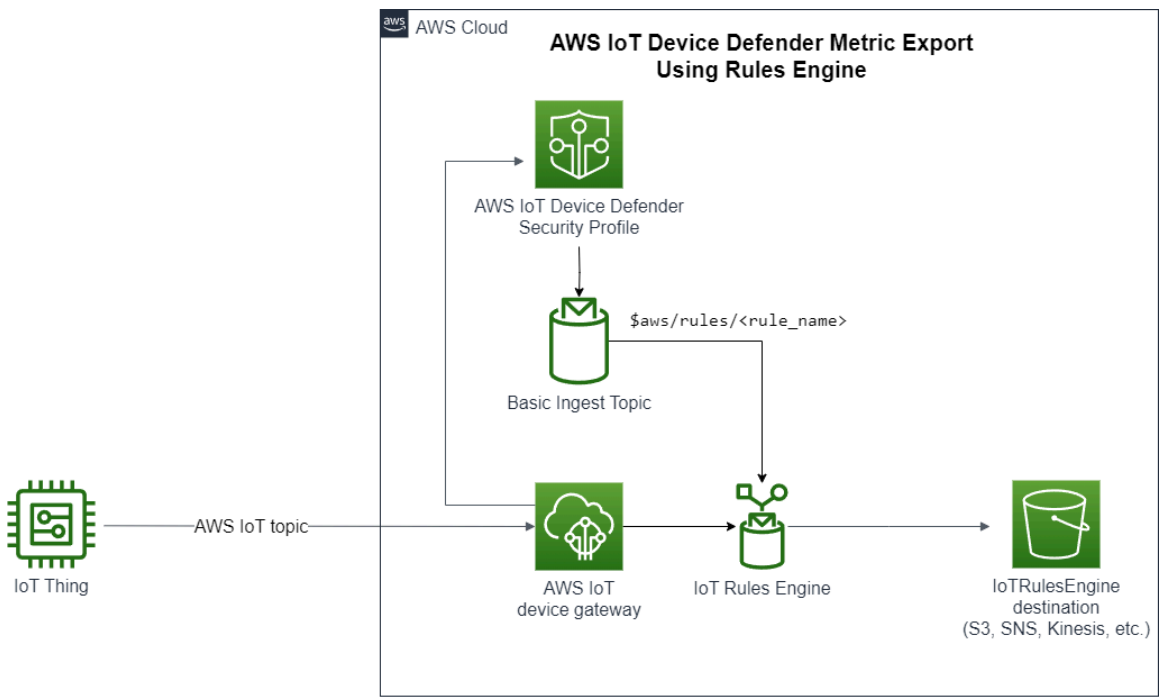 aws
AWS Cloud
AWS IoT Device Defender Metric Export
Using Rules Engine
AWS IoT Device Defender
Security Profile
$aws/rules/<rule_name>
Basic Ingest Topic
AWS IoT topic
IoT Thing
AWS IoT
device gateway
IoT Rules Engine
IoTRulesEngine
destination
(S3, SNS, Kinesis, etc.)